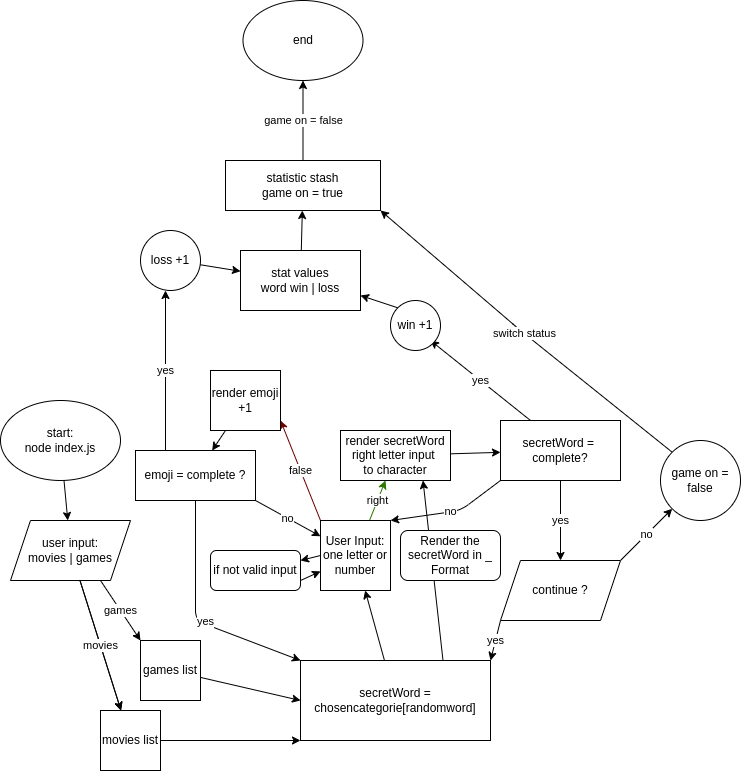 end
game on = false
statistic stash
game on = true
loss +1
stat values
word win | loss
win +1
switch status
yes
yes
render emoji
+1
start:
node index.js
emoji = complete ?
false
render secretWord
right letter input
to character
secretWord =
complete?
game on =
false
right
no
no
yes
no
user input:
movies | games
User Input:
one letter or
number
Render the
secretWord in _
Format
if not valid input
continue ?
games
yes
yes
movies
games list
secretWord =
chosencategorie[randomword]
movies list